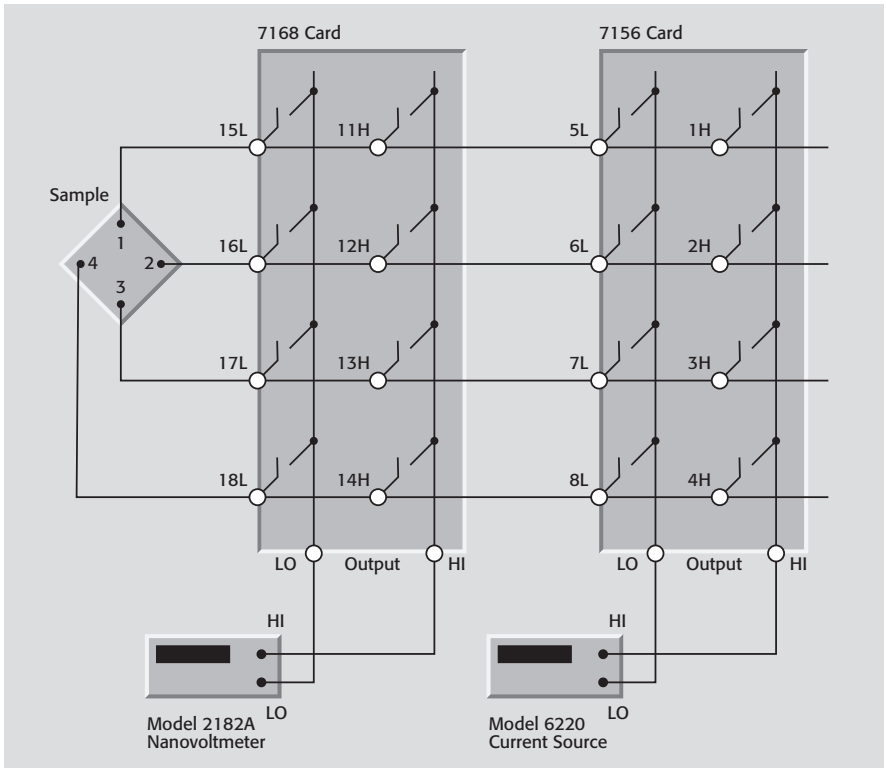 7168 Card
7156 Card
15L
11H
5L
1H
Sample
1
16L
12H
6L
2H
4
2
3
17L
13H
7L
3H
18L
14H
8L
4H
LO
Output
HI
LO
Output
HI
HI
HI
LO
LO
Model 2182A
Nanovoltmeter
Model 6220
Current Source